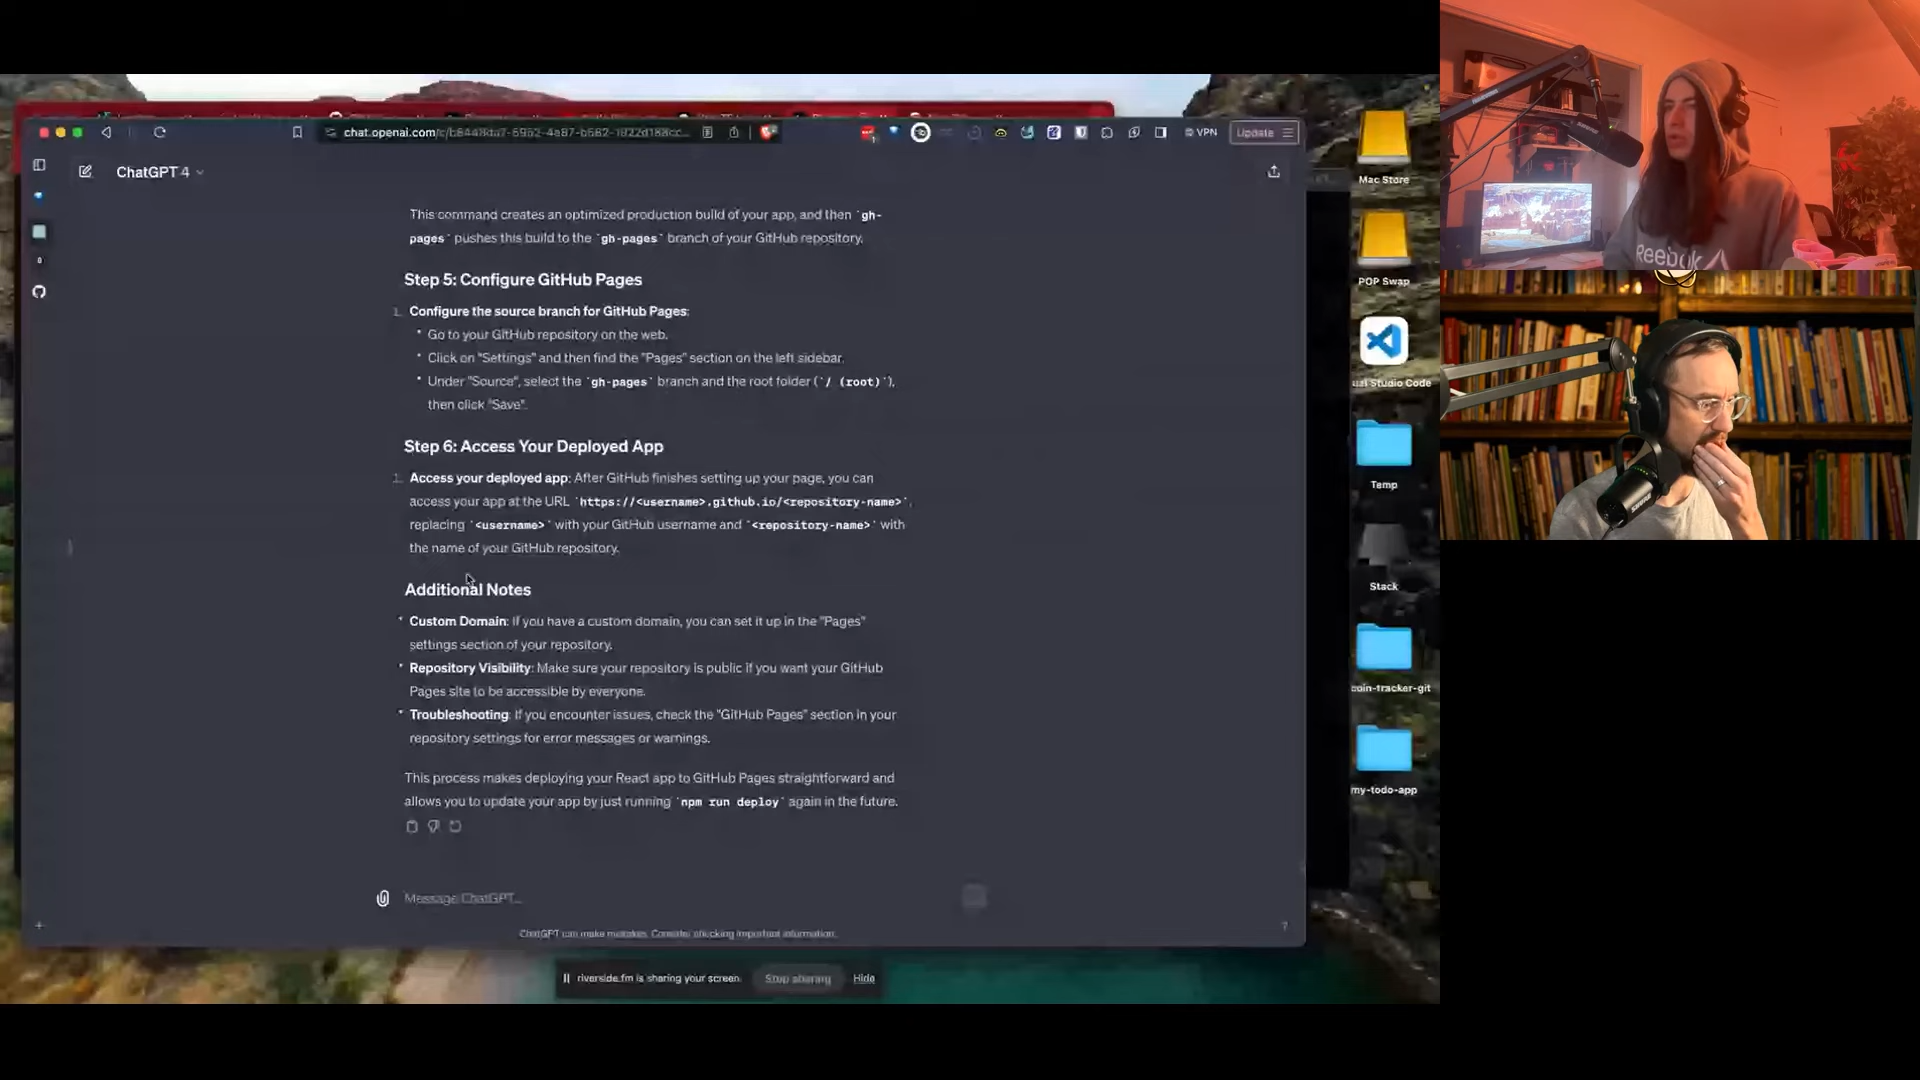 chat.openai.com
VPN
Update
ChatGPT 4
This command creates an optimized production build of your app, and then `gh-
pages` pushes this build to the `gh-pages` branch of your GitHub repository.
Step 5: Configure GitHub Pages
1. Configure the source branch for GitHub Pages:
• Go to your GitHub repository on the web.
• Click on "Settings" and then find the "Pages" section on the left sidebar.
• Under "Source", select the `gh-pages` branch and the root folder (`/ (root)`),
then click "Save".
Step 6: Access Your Deployed App
1. Access your deployed app: After GitHub finishes setting up your page, you can
access your app at the URL `https://<username>.github.io/<repository-name>`,
replacing `<username>` with your GitHub username and `<repository-name>` with
the name of your GitHub repository.
Additional Notes
• Custom Domain: If you have a custom domain, you can set it up in the "Pages"
settings section of your repository.
• Repository Visibility: Make sure your repository is public if you want your GitHub
Pages site to be accessible by everyone.
• Troubleshooting: If you encounter issues, check the "GitHub Pages" section in your
repository settings for error messages or warnings.
This process makes deploying your React app to GitHub Pages straightforward and
allows you to update your app by just running `npm run deploy` again in the future.
Message ChatGPT...
ChatGPT can make mistakes. Consider checking important information.
?
riverside.fm is sharing your screen.
Stop sharing
Hide
Mac Store
POP Swap
ual Studio Code
Temp
Stack
coin-tracker-git
my-todo-app
Reebok